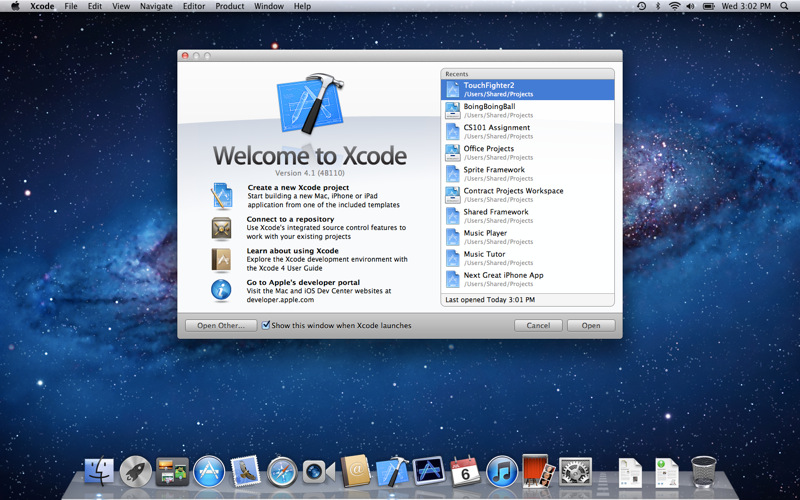 Xcode File Edit View Navigate Editor Product Window Help
Wed 3:02 PM
Welcome to Xcode
Version 4.1 (4B110)
Create a new Xcode project
Start building a new Mac, iPhone or iPad
application from one of the included templates
Connect to a repository
Use Xcode's integrated source control features to
work with your existing projects
Learn about using Xcode
Explore the Xcode development environment with
the Xcode 4 User Guide
Go to Apple's developer portal
Visit the Mac and iOS Dev Center websites at
developer.apple.com
Recents
TouchFighter2
/Users/Shared/Projects
BoingBoingBall
/Users/Shared/Projects
CS101 Assignment
/Users/Shared/Projects
Office Projects
/Users/Shared/Projects
Sprite Framework
/Users/Shared/Projects
Contract Projects Workspace
/Users/Shared/Projects
Shared Framework
/Users/Shared/Projects
Music Player
/Users/Shared/Projects
Music Tutor
/Users/Shared/Projects
Next Great iPhone App
/Users/Shared/Projects
Last opened Today 3:01 PM
Open Other...
Show this window when Xcode launches
Cancel
Open
6